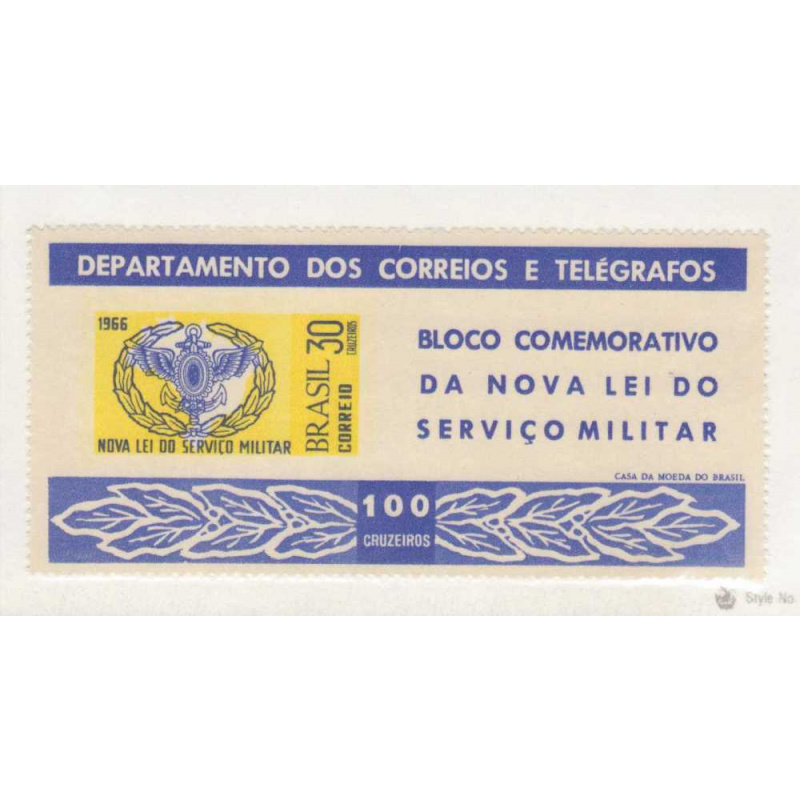 DEPARTAMENTO DOS CORREIOS E TELÉGRAFOS
1966
NOVA LEI DO SERVIÇO MILITAR
BRASIL 30
CRUZEIROS
CORREIO
BLOCO COMEMORATIVO
DA NOVA LEI DO
SERVIÇO MILITAR
CASA DA MOEDA DO BRASIL
100
CRUZEIROS
Style No.